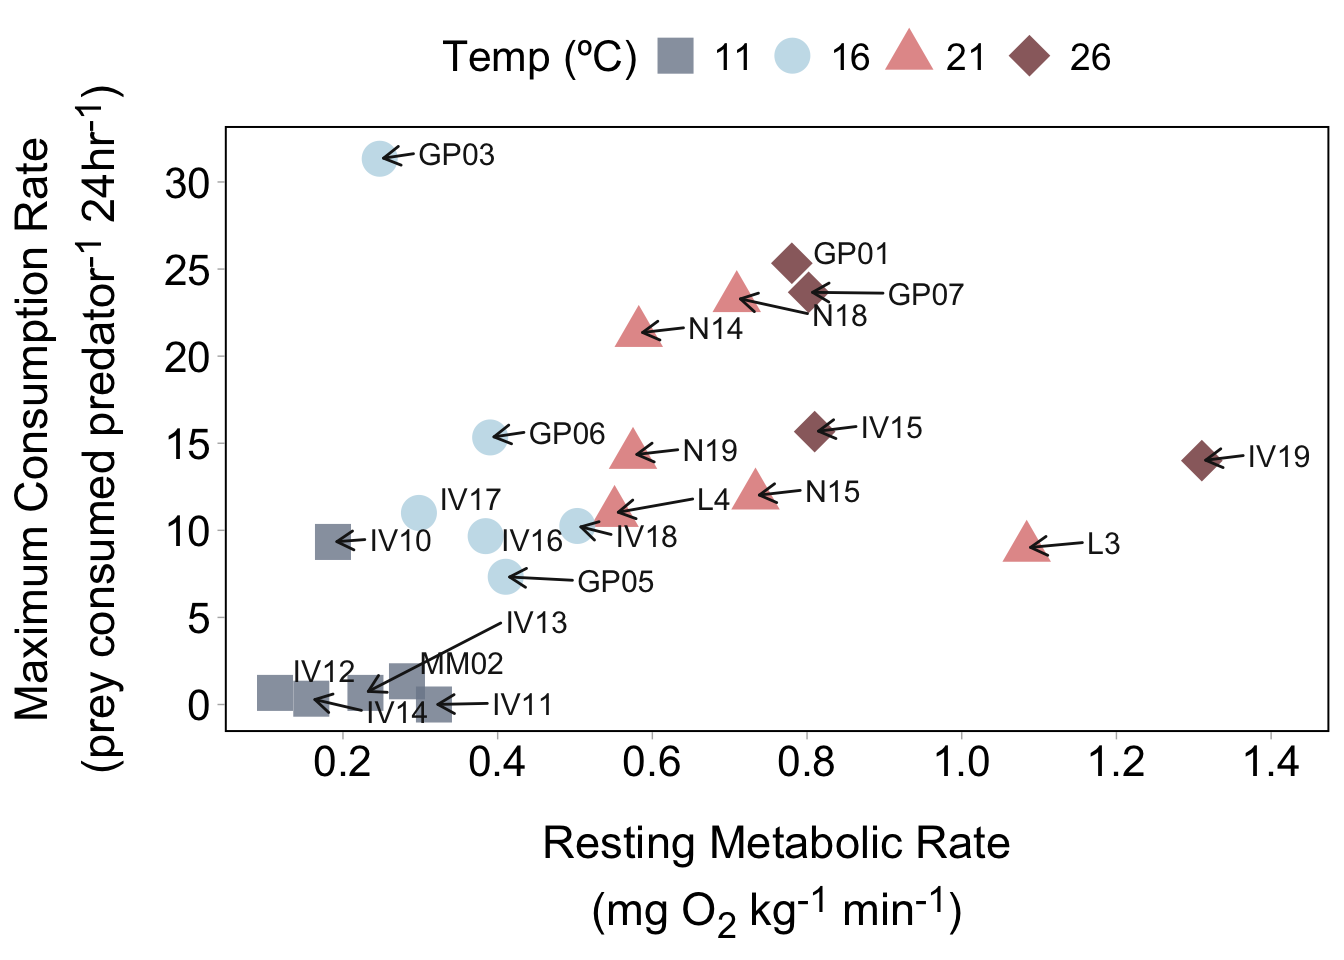 Temp (ºC) 11 16 21 26
Maximum Consumption Rate
(prey consumed predator⁻¹ 24hr⁻¹)
30
25
20
15
10
5
0
GP03
GP01
GP07
N18
N14
GP06
N19
IV15
IV19
IV17
L4
N15
IV10
IV16
IV18
L3
GP05
IV13
IV12
MM02
IV14
IV11
0.2 0.4 0.6 0.8 1.0 1.2 1.4
Resting Metabolic Rate
(mg O₂ kg⁻¹ min⁻¹)